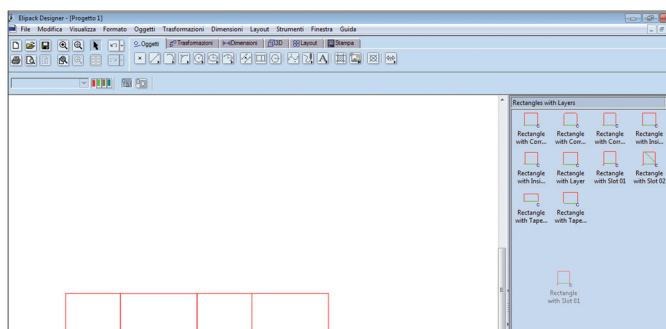 Elipack Designer - [Progetto 1]
File Modifica Visualizza Formato Oggetti Trasformazioni Dimensioni Layout Strumenti Finestra Guida
Oggetti Trasformazioni Dimensioni 3D Layout Stampa
Rectangles with Layers
Rectangle with Corr... Rectangle with Com... Rectangle with Com... Rectangle with Insi...
Rectangle with Insi... Rectangle with Layer Rectangle with Slot 01 Rectangle with Slot 02
Rectangle with Tape... Rectangle with Tape...
Rectangle
with Slot 01